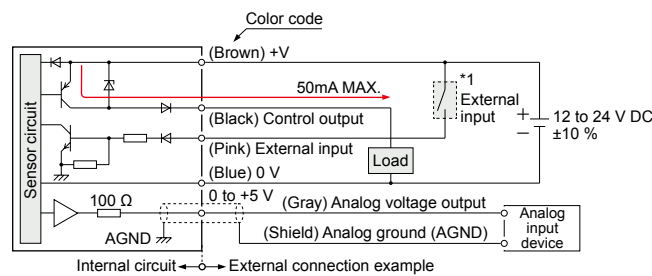 Color code
(Brown) +V
50mA MAX.
*1
External
input
12 to 24 V DC
±10 %
+
−
(Black) Control output
(Pink) External input
Load
(Blue) 0 V
Sensor circuit
0 to +5 V
100 Ω
(Gray) Analog voltage output
Analog
input
device
AGND
(Shield) Analog ground (AGND)
Internal circuit
External connection example